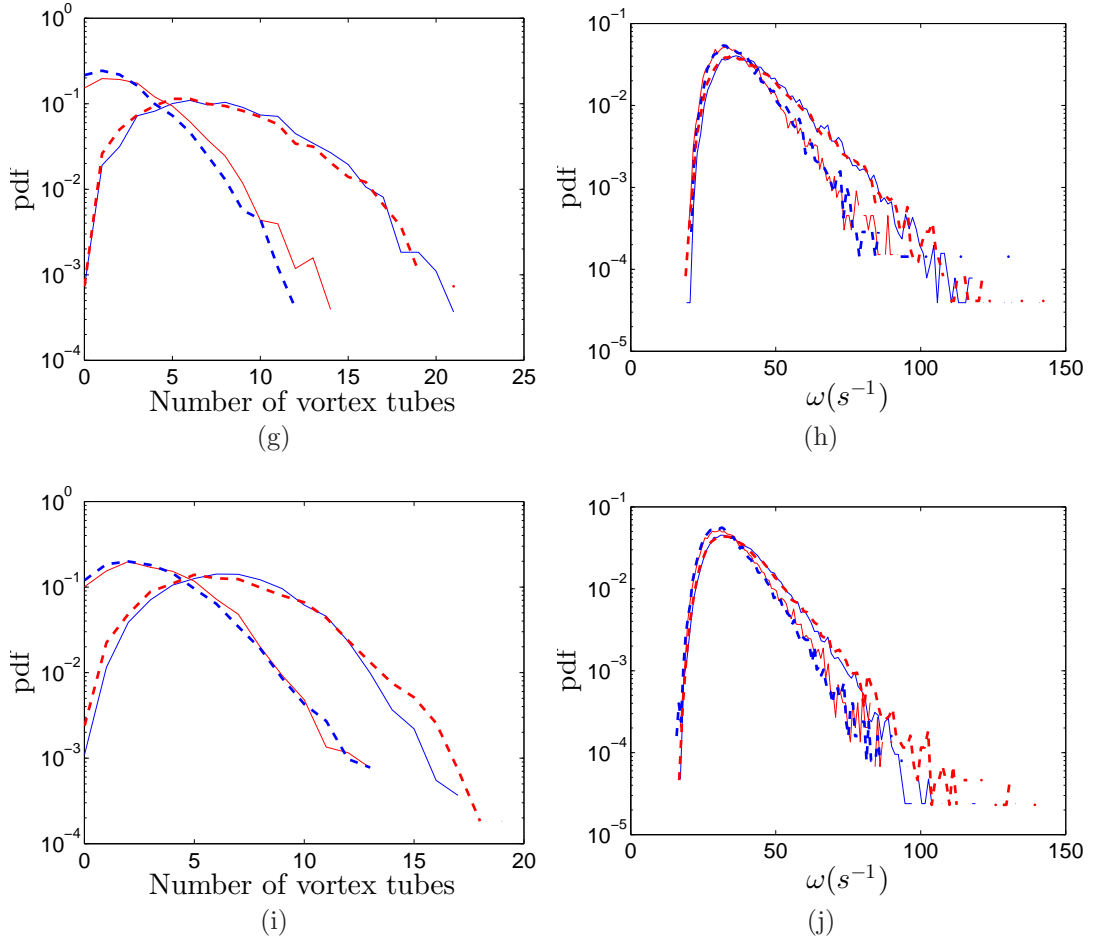 10^0
10^-1
10^-2
10^-3
10^-4
pdf
0 5 10 15 20 25
Number of vortex tubes
(g)
10^-1
10^-2
10^-3
10^-4
10^-5
pdf
0 50 100 150
ω(s^-1)
(h)
10^0
10^-1
10^-2
10^-3
10^-4
pdf
0 5 10 15 20
Number of vortex tubes
(i)
10^-1
10^-2
10^-3
10^-4
10^-5
pdf
0 50 100 150
ω(s^-1)
(j)